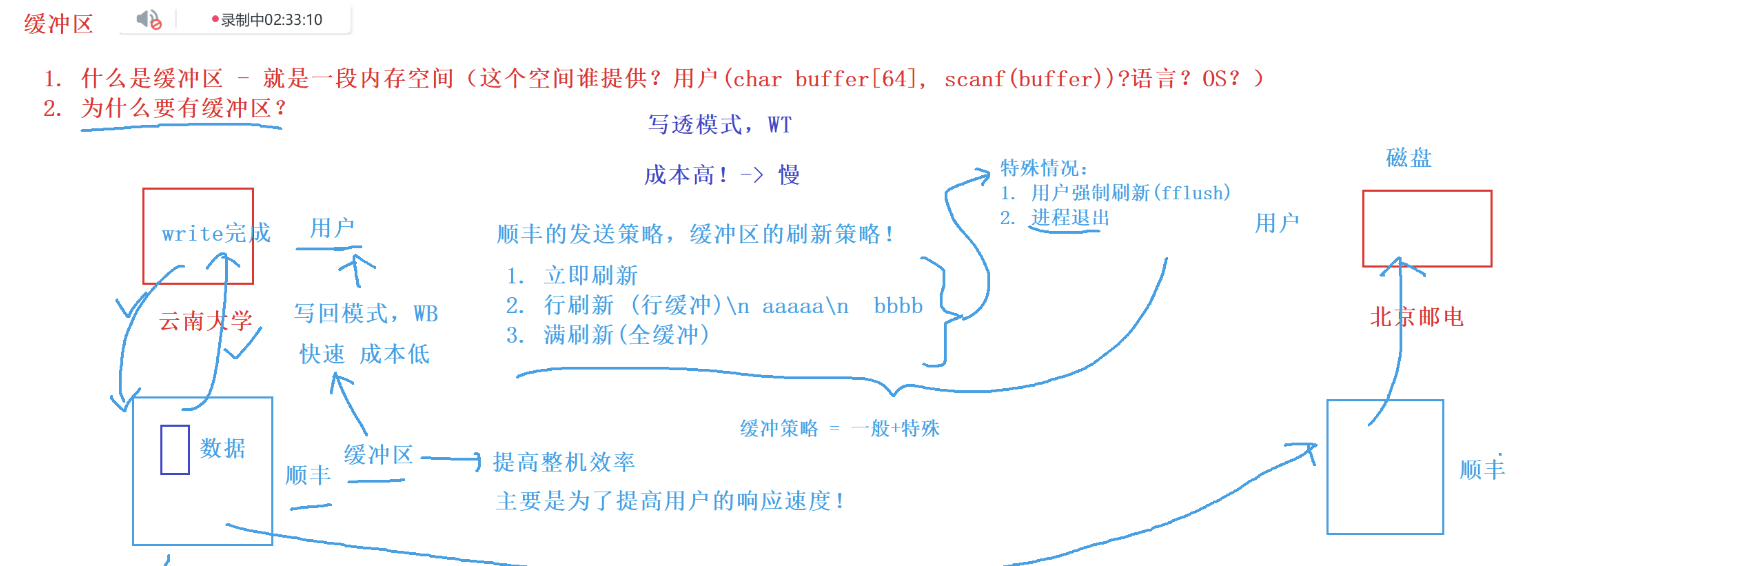 缓冲区
录制中02:33:10
1. 什么是缓冲区 - 就是一段内存空间（这个空间谁提供？用户(char buffer[64], scanf(buffer))?语言？OS？）
2. 为什么要有缓冲区？
写透模式，WT
成本高！-> 慢
特殊情况：
1. 用户强制刷新(fflush)
2. 进程退出
磁盘
用户
write完成
用户
顺丰的发送策略，缓冲区的刷新策略！
1. 立即刷新
2. 行刷新 (行缓冲)\n aaaaa\n bbbb
3. 满刷新(全缓冲)
云南大学
写回模式，WB
快速 成本低
北京邮电
缓冲策略 = 一般+特殊
数据
顺丰
缓冲区
提高整机效率
主要是为了提高用户的响应速度！
顺丰